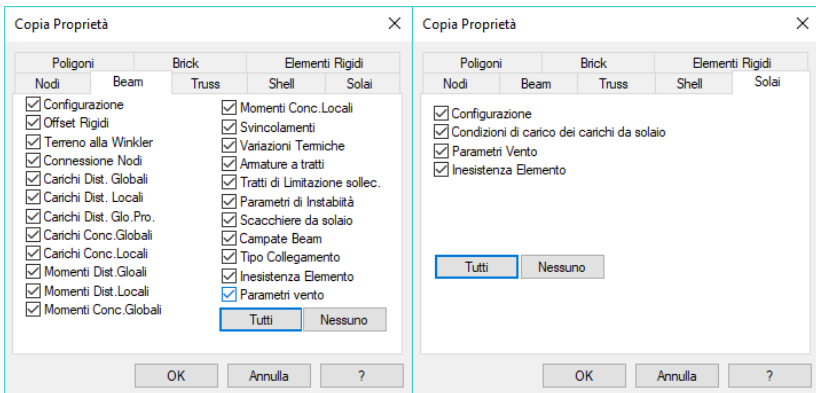 Copia Proprietà
Poligoni Brick Elementi Rigidi
Nodi Beam Truss Shell Solai
Configurazione
Offset Rigidi
Terreno alla Winkler
Connessione Nodi
Carichi Dist. Globali
Carichi Dist. Locali
Carichi Dist. Glo.Pro.
Carichi Conc.Globali
Carichi Conc.Locali
Momenti Dist.Gloali
Momenti Dist.Locali
Momenti Conc.Globali
Momenti Conc.Locali
Svincolamenti
Variazioni Termiche
Armature a tratti
Tratti di Limitazione sollec.
Parametri di Instabiità
Scacchiere da solaio
Campate Beam
Tipo Collegamento
Inesistenza Elemento
Parametri vento
Tutti Nessuno
OK Annulla ?
Copia Proprietà
Poligoni Brick Elementi Rigidi
Nodi Beam Truss Shell Solai
Configurazione
Condizioni di carico dei carichi da solaio
Parametri Vento
Inesistenza Elemento
Tutti Nessuno
OK Annulla ?